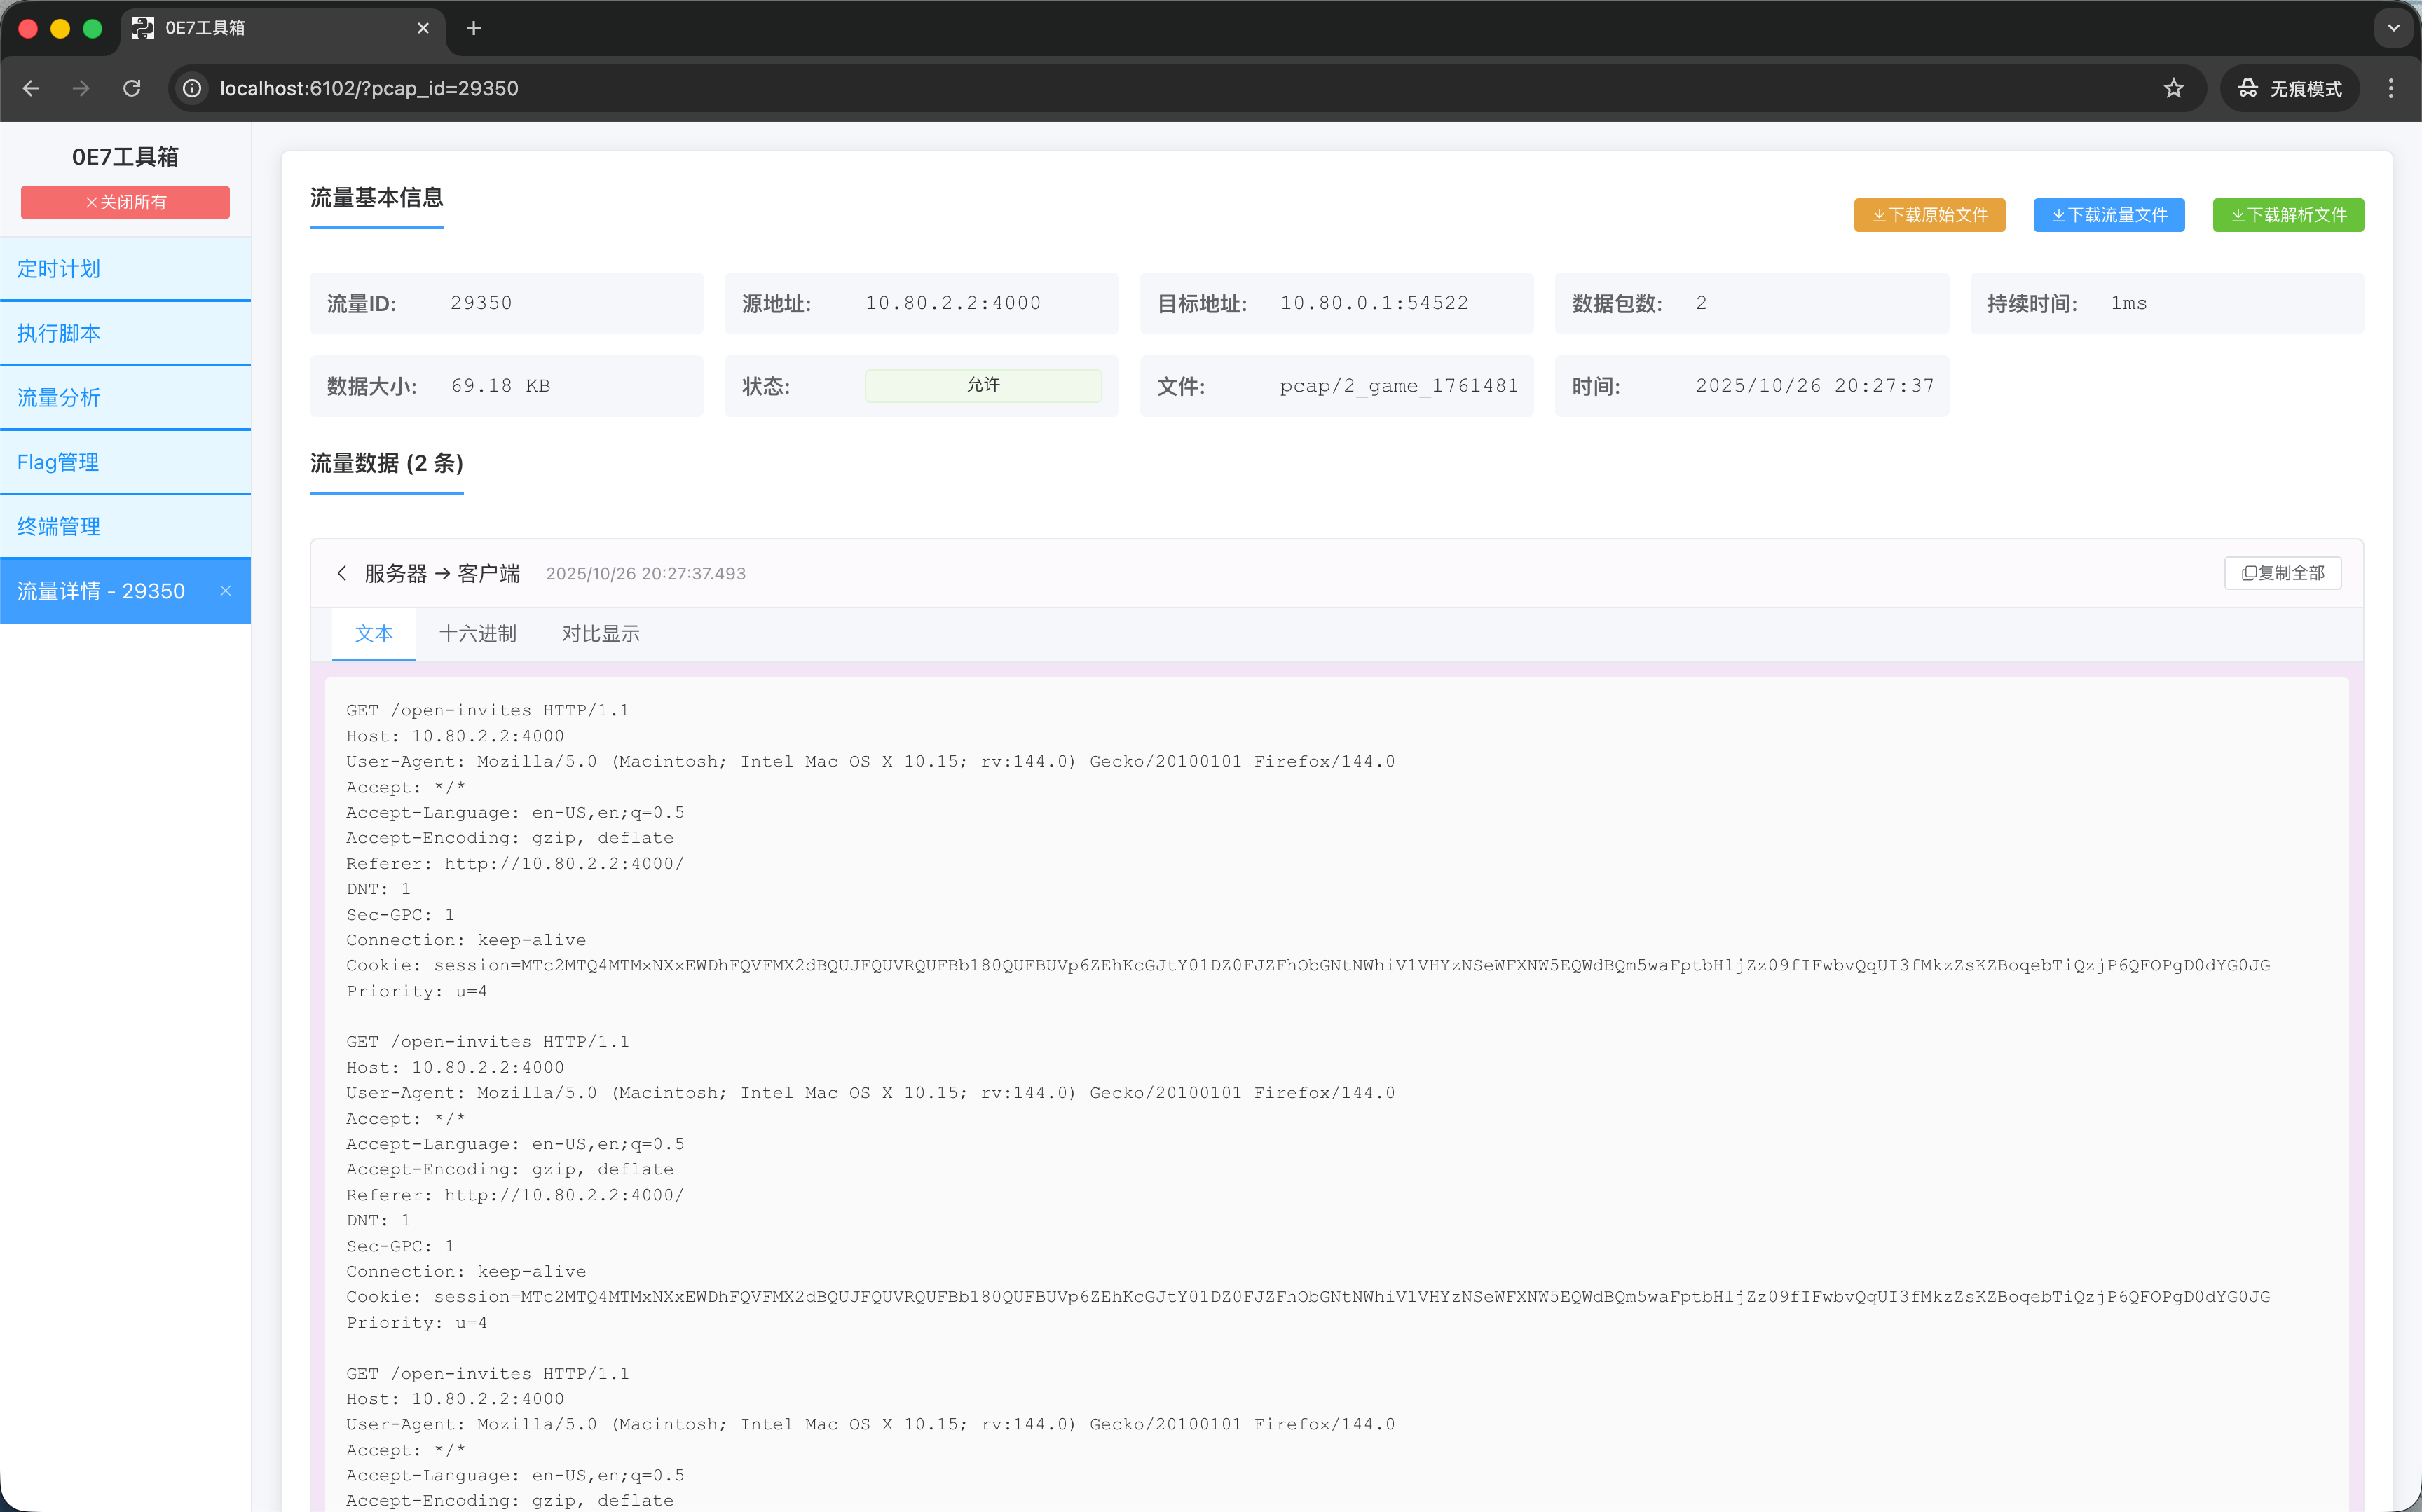 0E7工具箱
localhost:6102/?pcap_id=29350
无痕模式
0E7工具箱
关闭所有
定时计划
执行脚本
流量分析
Flag管理
终端管理
流量详情 - 29350
流量基本信息
下载原始文件
下载流量文件
下载解析文件
流量ID: 29350
源地址: 10.80.2.2:4000
目标地址: 10.80.0.1:54522
数据包数: 2
持续时间: 1ms
数据大小: 69.18 KB
状态: 允许
文件: pcap/2_game_1761481
时间: 2025/10/26 20:27:37
流量数据 (2 条)
服务器 → 客户端 2025/10/26 20:27:37.493
复制全部
文本 十六进制 对比显示
GET /open-invites HTTP/1.1
Host: 10.80.2.2:4000
User-Agent: Mozilla/5.0 (Macintosh; Intel Mac OS X 10.15; rv:144.0) Gecko/20100101 Firefox/144.0
Accept: */*
Accept-Language: en-US,en;q=0.5
Accept-Encoding: gzip, deflate
Referer: http://10.80.2.2:4000/
DNT: 1
Sec-GPC: 1
Connection: keep-alive
Cookie: session=MTc2MTQ4MTMxNXxEWDhFQVFMX2dBQUJFQUVRQUFBb180QUFBUVp6ZEhKcGJtY01DZ0FJZFhObGNtNWhiV1VHYzNSeWFXNW5EQWdBQm5waFptbHljZz09fIFwbvQqUI3fMkzZsKZBoqebTiQzjP6QFOPgD0dYG0JG
Priority: u=4
GET /open-invites HTTP/1.1
Host: 10.80.2.2:4000
User-Agent: Mozilla/5.0 (Macintosh; Intel Mac OS X 10.15; rv:144.0) Gecko/20100101 Firefox/144.0
Accept: */*
Accept-Language: en-US,en;q=0.5
Accept-Encoding: gzip, deflate
Referer: http://10.80.2.2:4000/
DNT: 1
Sec-GPC: 1
Connection: keep-alive
Cookie: session=MTc2MTQ4MTMxNXxEWDhFQVFMX2dBQUJFQUVRQUFBb180QUFBUVp6ZEhKcGJtY01DZ0FJZFhObGNtNWhiV1VHYzNSeWFXNW5EQWdBQm5waFptbHljZz09fIFwbvQqUI3fMkzZsKZBoqebTiQzjP6QFOPgD0dYG0JG
Priority: u=4
GET /open-invites HTTP/1.1
Host: 10.80.2.2:4000
User-Agent: Mozilla/5.0 (Macintosh; Intel Mac OS X 10.15; rv:144.0) Gecko/20100101 Firefox/144.0
Accept: */*
Accept-Language: en-US,en;q=0.5
Accept-Encoding: gzip, deflate